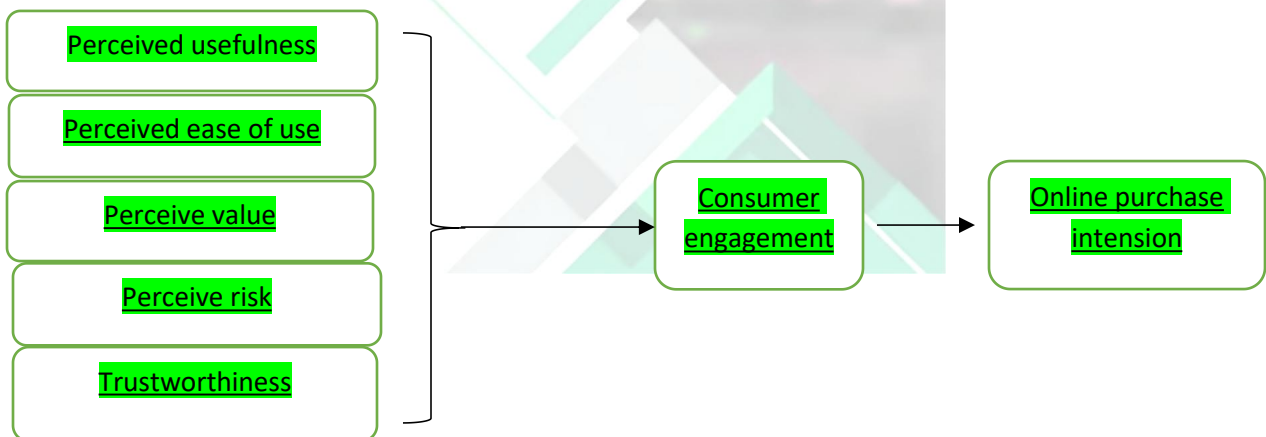 Perceived usefulness
Perceived ease of use
Perceive value
Perceive risk
Trustworthiness
Consumer
engagement
Online purchase
intension